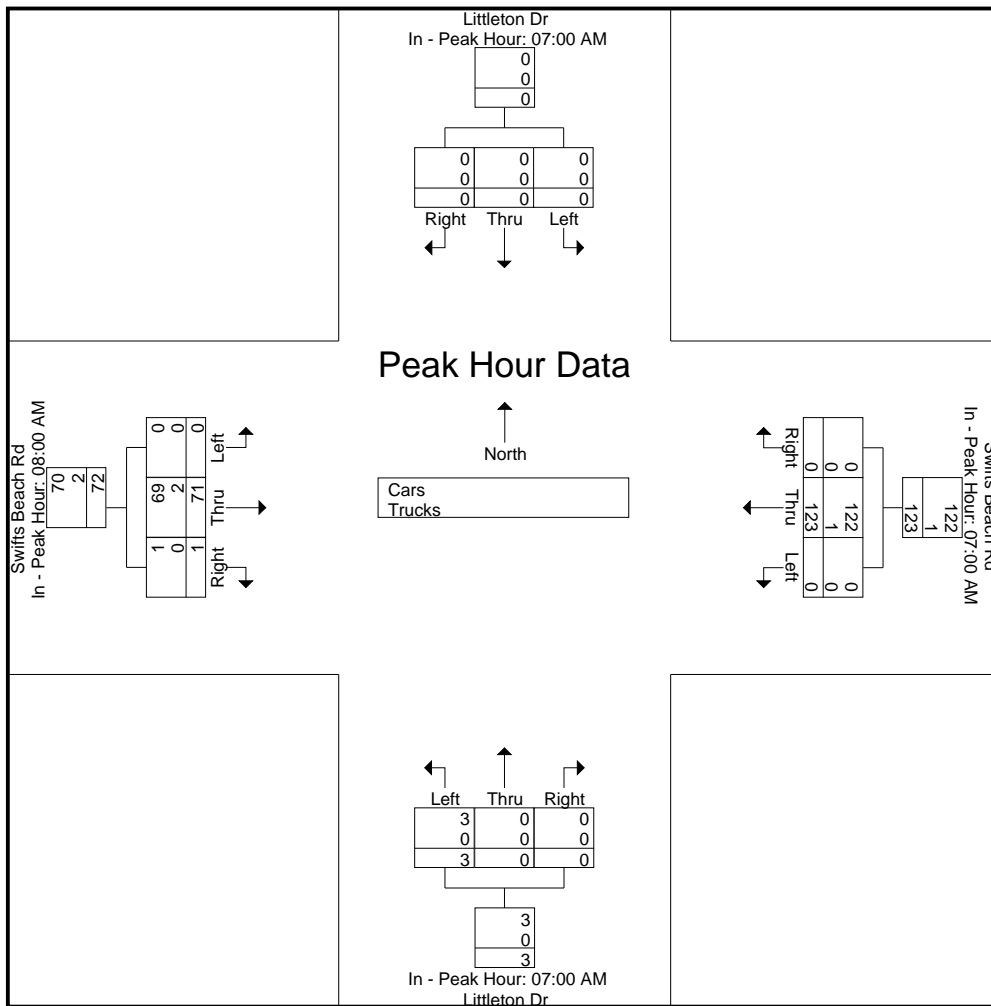 Littleton Dr
In - Peak Hour: 07:00 AM
0
0
0
0 0 0
0 0 0
0 0 0
Right Thru Left
Peak Hour Data
North
Cars
Trucks
Swifts Beach Rd
In - Peak Hour: 08:00 AM
70
2
72
0 69 1
0 2 0
0 71 1
Left Thru Right
Swifts Beach Rd
In - Peak Hour: 07:00 AM
122
1
123
0 122 0
0 1 0
0 123 0
Right Thru Left
Left Thru Right
3 0 0
0 0 0
3 0 0
3
0
3
In - Peak Hour: 07:00 AM
Littleton Dr